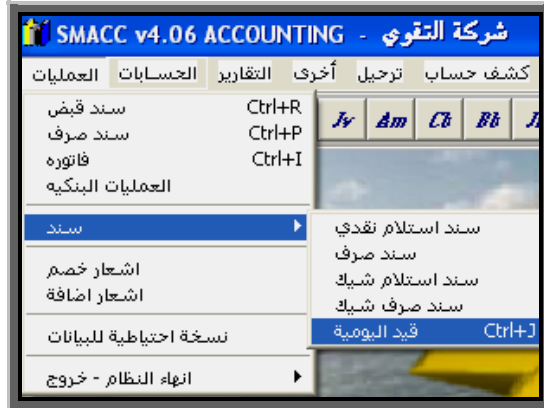 SMACC v4.06 ACCOUNTING - شركة التقوي
العمليات الحسابات التقارير أخرى ترحيل كشف حساب
Jv Am Cb Bb
سند قبض Ctrl+R
سند صرف Ctrl+P
فاتوره Ctrl+I
العمليات البنكيه
سند
سند استلام نقدي
سند صرف
سند استلام شيك
سند صرف شيك
قيد اليومية Ctrl+J
اشعار خصم
اشعار اضافة
نسخة احتياطية للبيانات
انهاء النظام - خروج